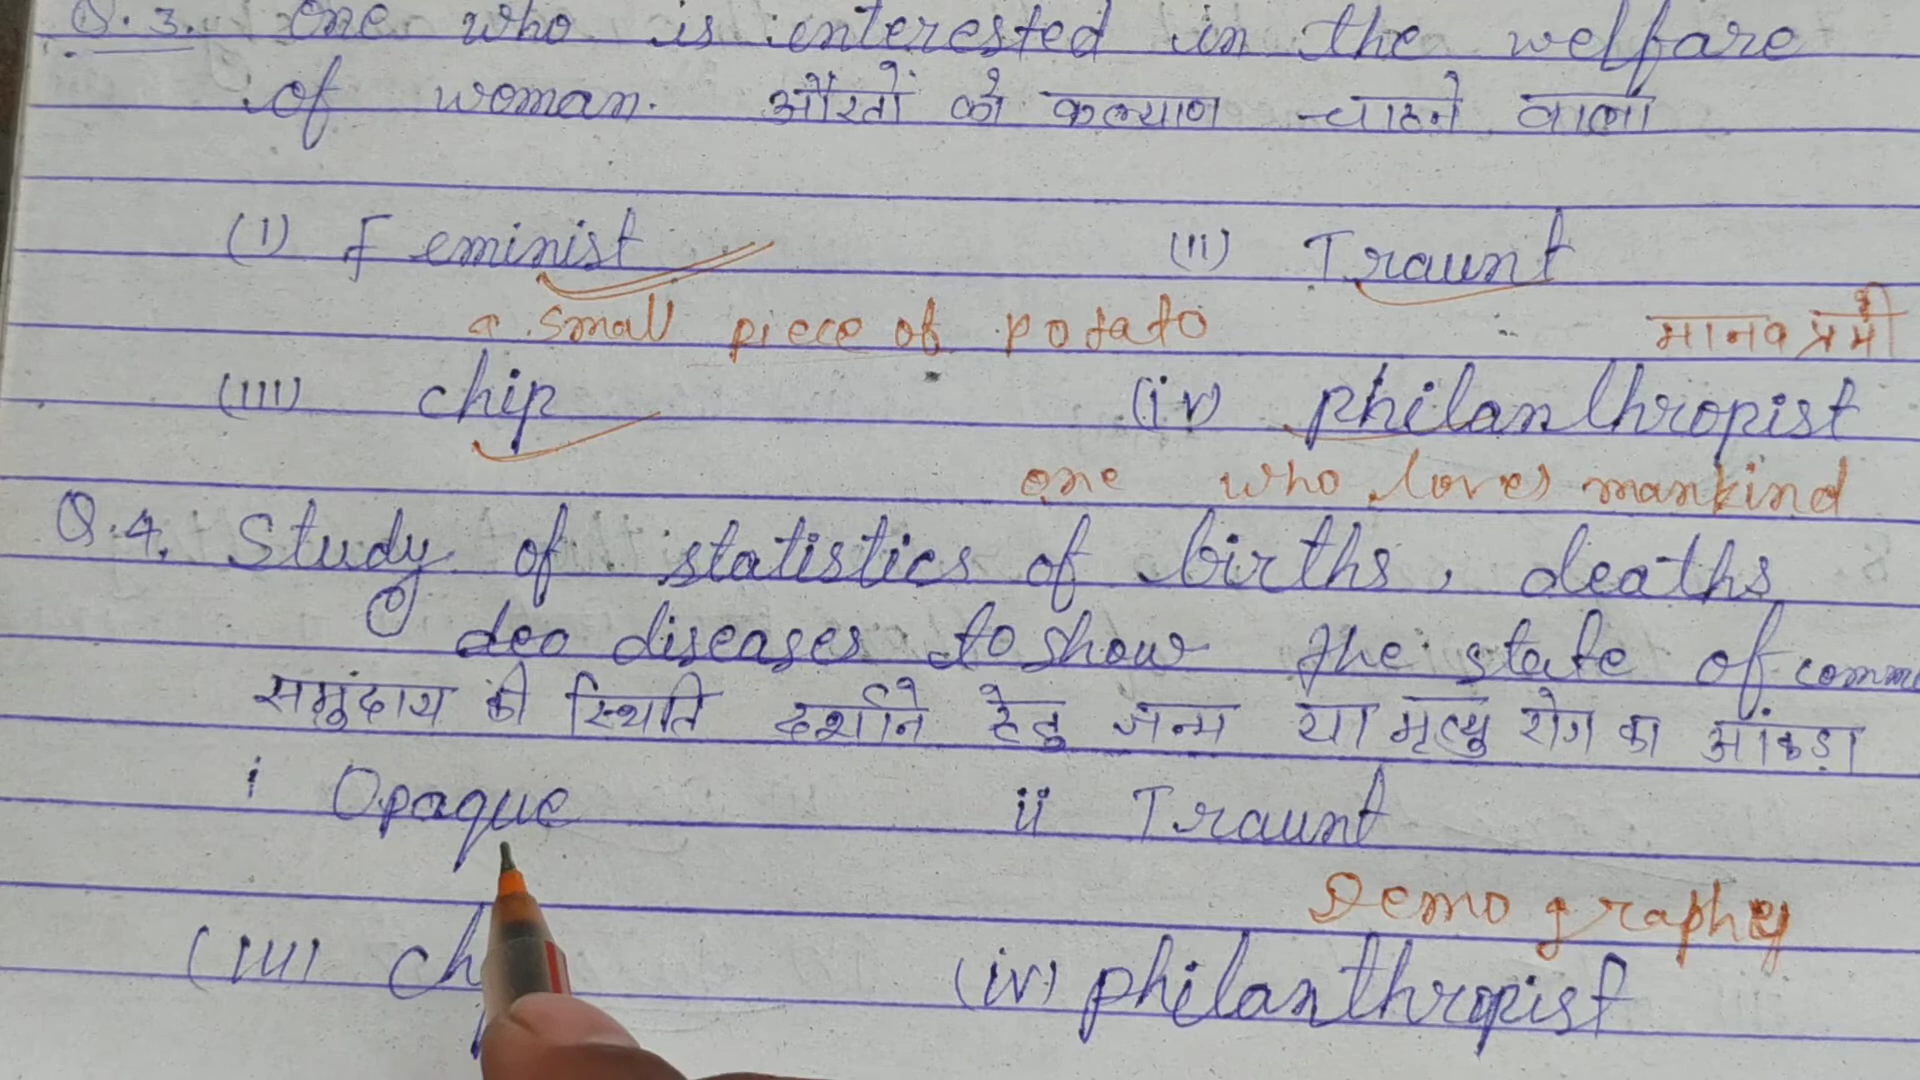 Q.3. One who is interested in the welfare
of woman. औरतों को कल्याण चाहने वाला
(i) Feminist (ii) Traunt
a small piece of potato मानव प्रेमी
(iii) chip (iv) philanthropist
one who loves mankind
Q.4. Study of statistics of births, deaths
deo diseases to show the state of comm
समुंदाय की स्थिति दर्शाने हेतु जन्म या मृत्यु रोग का आंकड़ा
i Opaque ii Traunt
Demography
(iii) ch (iv) philanthropist